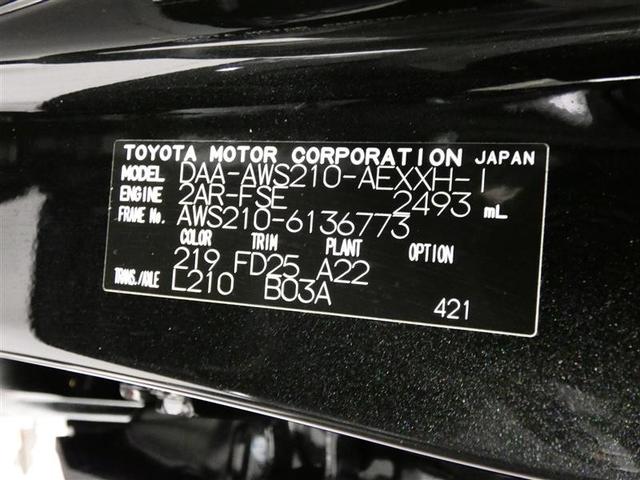 TOYOTA MOTOR CORPORATION JAPAN
MODEL DAA-AWS210-AEXXH-1
ENGINE 2AR-FSE 2493 mL
FRAME No. AWS210-6136773
COLOR TRIM PLANT OPTION
219 FD25 A22
TRANS./AXLE L210 B03A
421